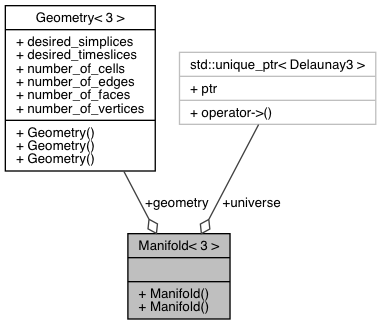 Geometry< 3 >
+ desired_simplices
+ desired_timeslices
+ number_of_cells
+ number_of_edges
+ number_of_faces
+ number_of_vertices
+ Geometry()
+ Geometry()
+ Geometry()
std::unique_ptr< Delaunay3 >
+ ptr
+ operator->()
+geometry
+universe
Manifold< 3 >
+ Manifold()
+ Manifold()